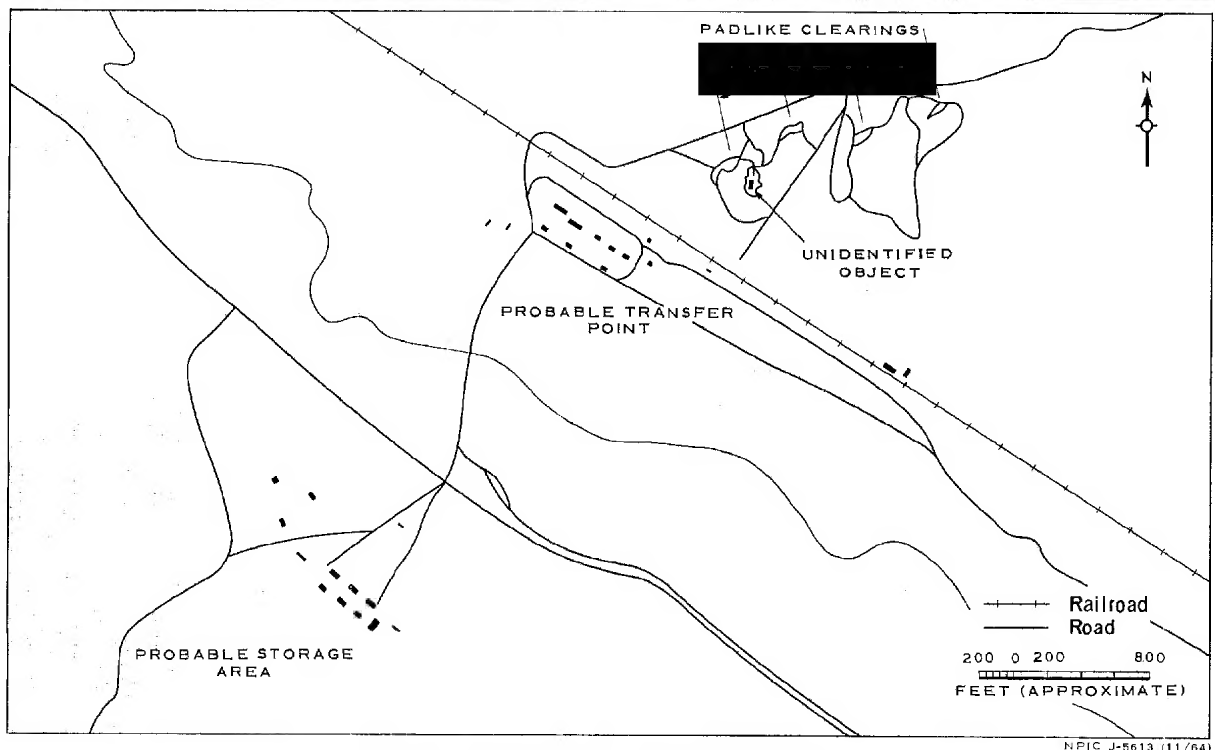 PADLIKE CLEARINGS
N
UNIDENTIFIED
OBJECT
PROBABLE TRANSFER
POINT
PROBABLE STORAGE
AREA
Railroad
Road
200 0 200 800
FEET (APPROXIMATE)
NPIC J-5613 (11/64)